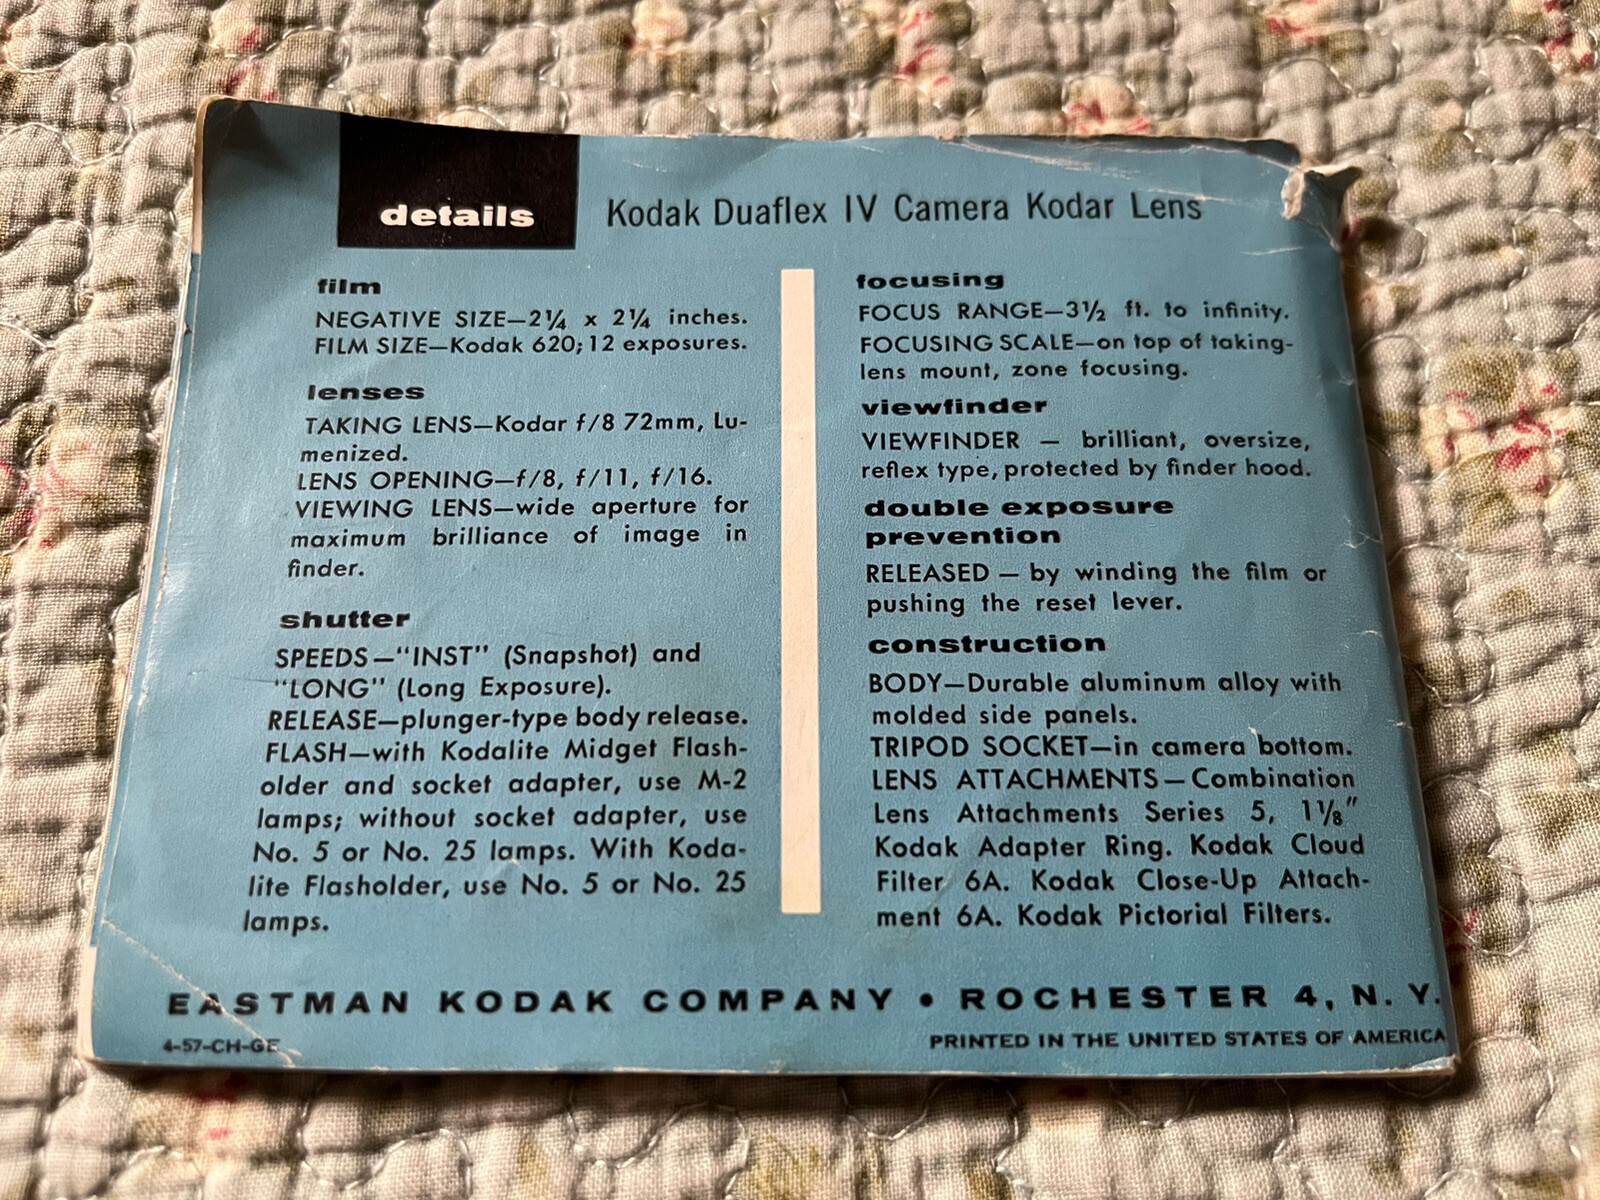 details
Kodak Duaflex IV Camera Kodar Lens
film
NEGATIVE SIZE—2¼ x 2¼ inches.
FILM SIZE—Kodak 620; 12 exposures.
lenses
TAKING LENS—Kodar f/8 72mm, Lu-
menized.
LENS OPENING—f/8, f/11, f/16.
VIEWING LENS—wide aperture for
maximum brilliance of image in
finder.
shutter
SPEEDS—"INST" (Snapshot) and
"LONG" (Long Exposure).
RELEASE—plunger-type body release.
FLASH—with Kodalite Midget Flash-
older and socket adapter, use M-2
lamps; without socket adapter, use
No. 5 or No. 25 lamps. With Koda-
lite Flasholder, use No. 5 or No. 25
lamps.
focusing
FOCUS RANGE—3½ ft. to infinity.
FOCUSING SCALE—on top of taking-
lens mount, zone focusing.
viewfinder
VIEWFINDER — brilliant, oversize,
reflex type, protected by finder hood.
double exposure
prevention
RELEASED — by winding the film or
pushing the reset lever.
construction
BODY—Durable aluminum alloy with
molded side panels.
TRIPOD SOCKET—in camera bottom.
LENS ATTACHMENTS—Combination
Lens Attachments Series 5, 1⅛"
Kodak Adapter Ring. Kodak Cloud
Filter 6A. Kodak Close-Up Attach-
ment 6A. Kodak Pictorial Filters.
EASTMAN KODAK COMPANY • ROCHESTER 4, N. Y.
4-57-CH-GE
PRINTED IN THE UNITED STATES OF AMERICA